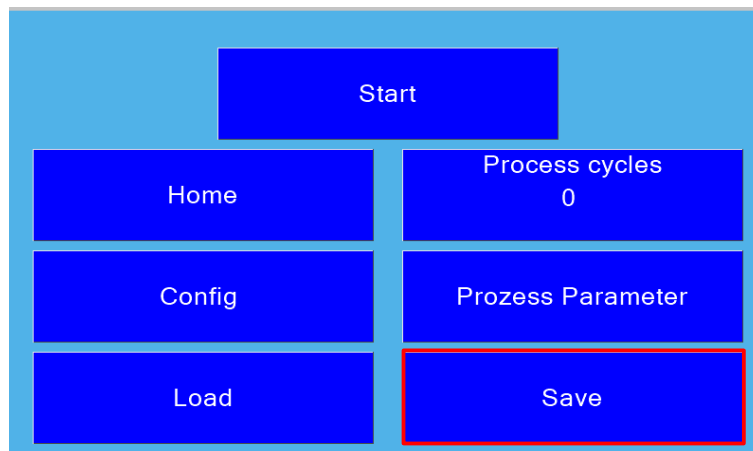 Start
Home
Process cycles
0
Config
Prozess Parameter
Load
Save